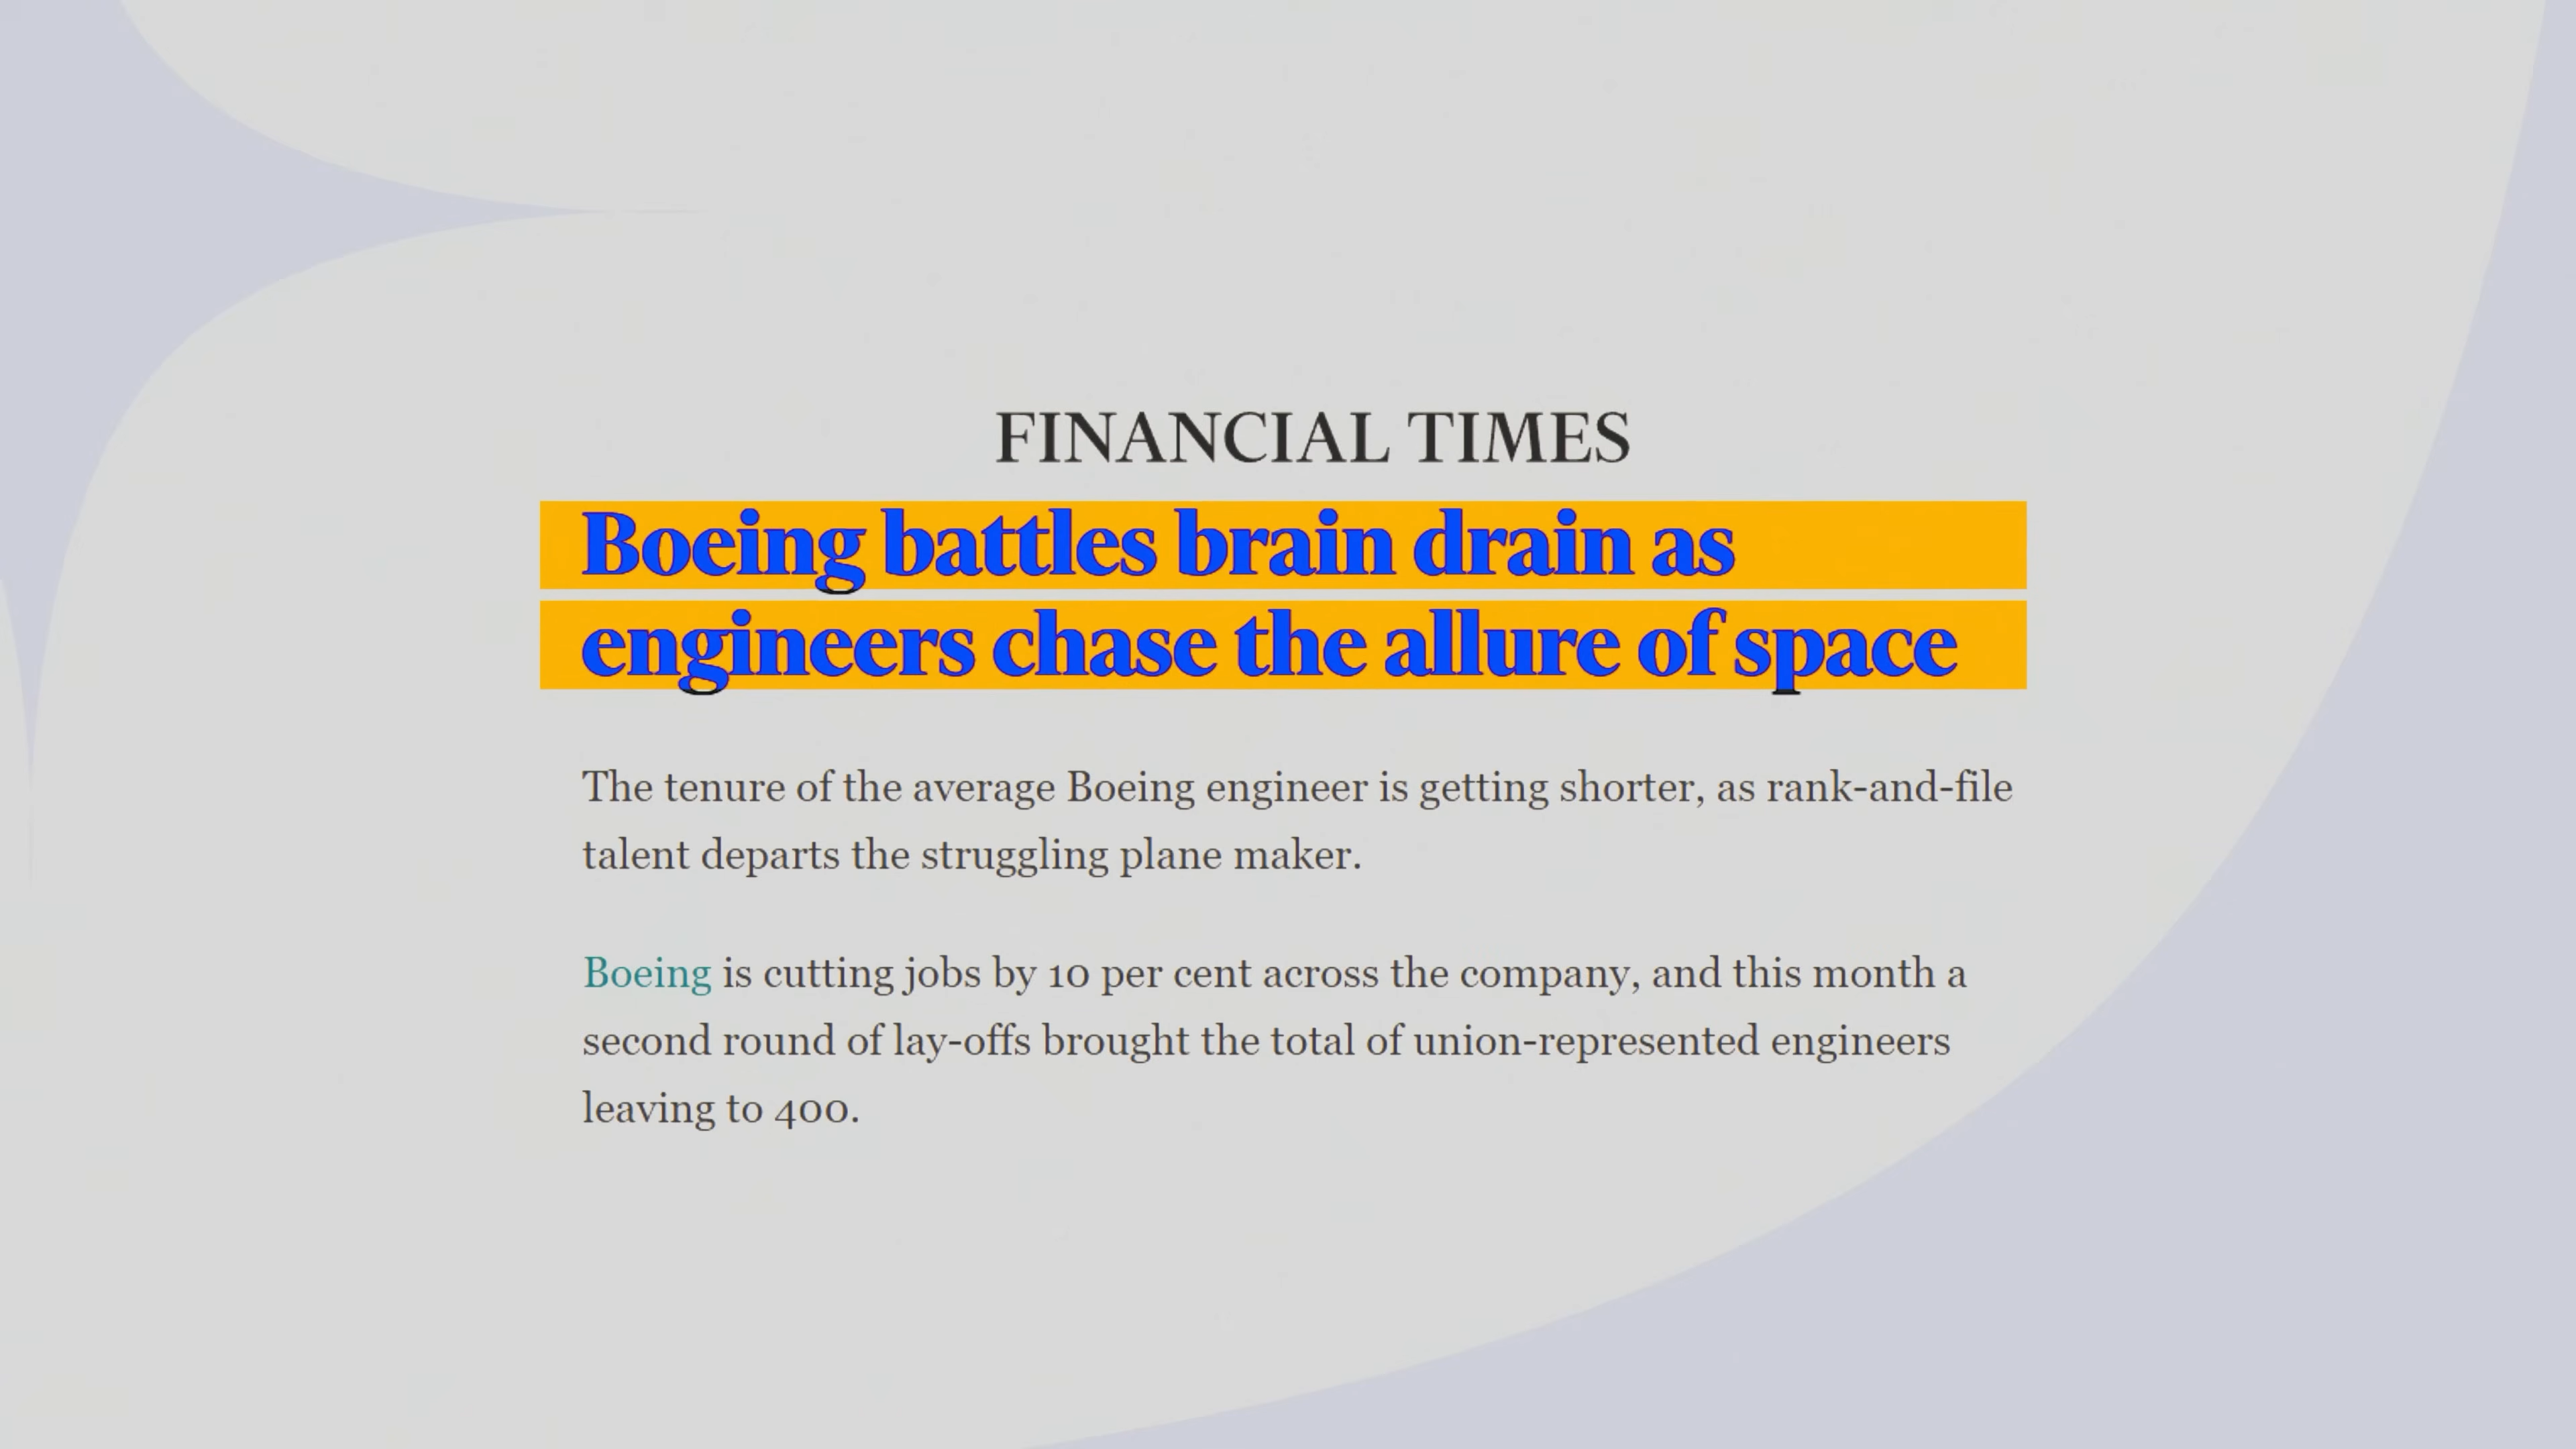 FINANCIAL TIMES
Boeing battles brain drain as
engineers chase the allure of space
The tenure of the average Boeing engineer is getting shorter, as rank-and-file
talent departs the struggling plane maker.
Boeing is cutting jobs by 10 per cent across the company, and this month a
second round of lay-offs brought the total of union-represented engineers
leaving to 400.